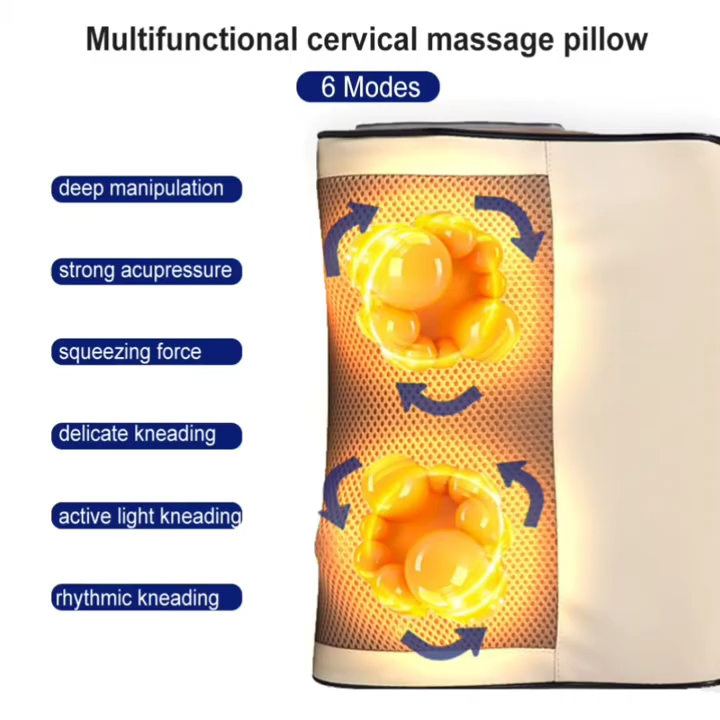 Multifunctional cervical massage pillow
6 Modes
deep manipulation
strong acupressure
squeezing force
delicate kneading
active light kneading
rhythmic kneading